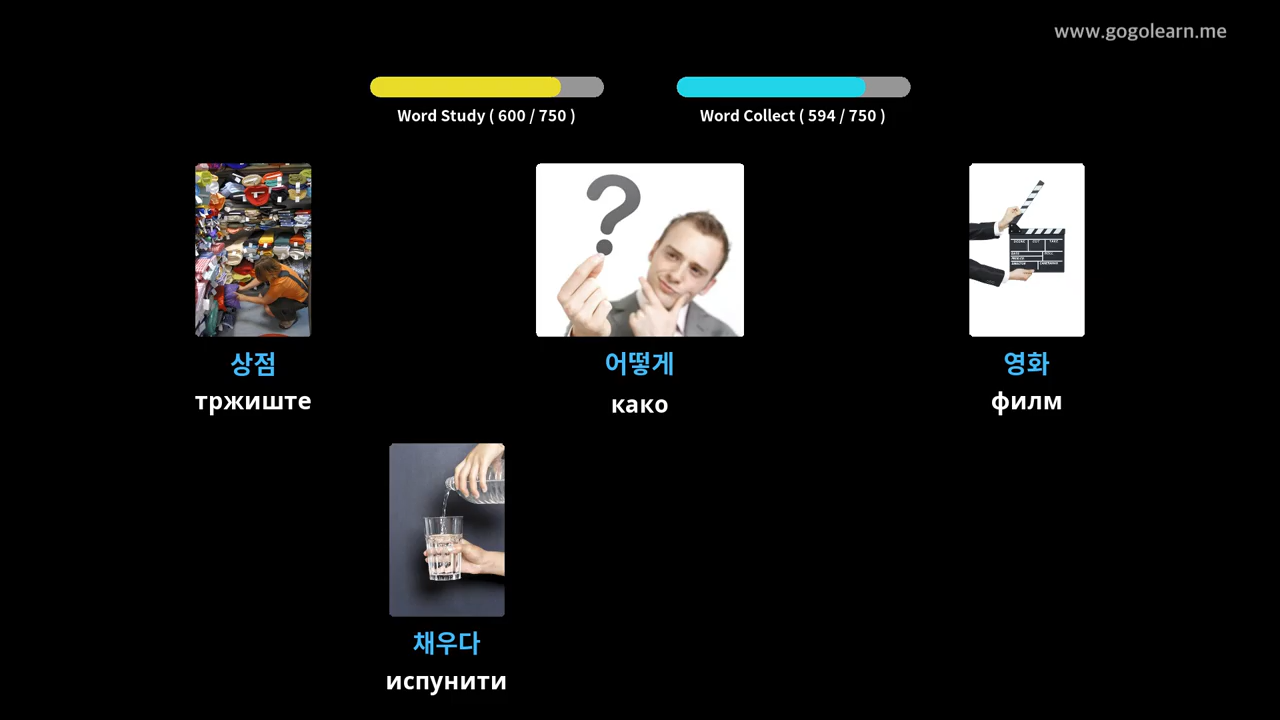 www.gogolearn.me
Word Study ( 600 / 750 )
Word Collect ( 594 / 750 )
상점
тржиште
어떻게
како
영화
филм
채우다
испунити